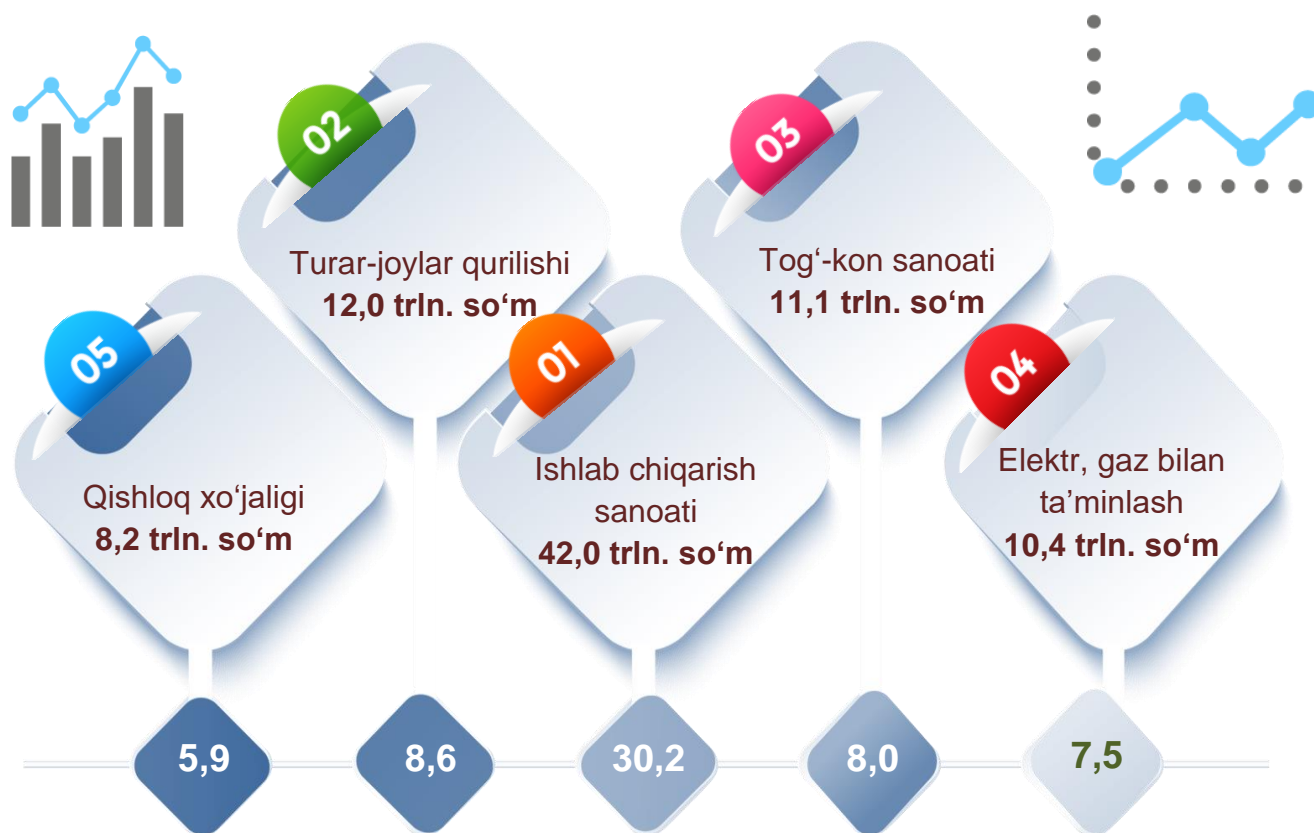 02
Turar-joylar qurilishi
12,0 trln. so‘m
03
Tog‘-kon sanoati
11,1 trln. so‘m
05
Qishloq xo‘jaligi
8,2 trln. so‘m
01
Ishlab chiqarish
sanoati
42,0 trln. so‘m
04
Elektr, gaz bilan
ta’minlash
10,4 trln. so‘m
5,9
8,6
30,2
8,0
7,5